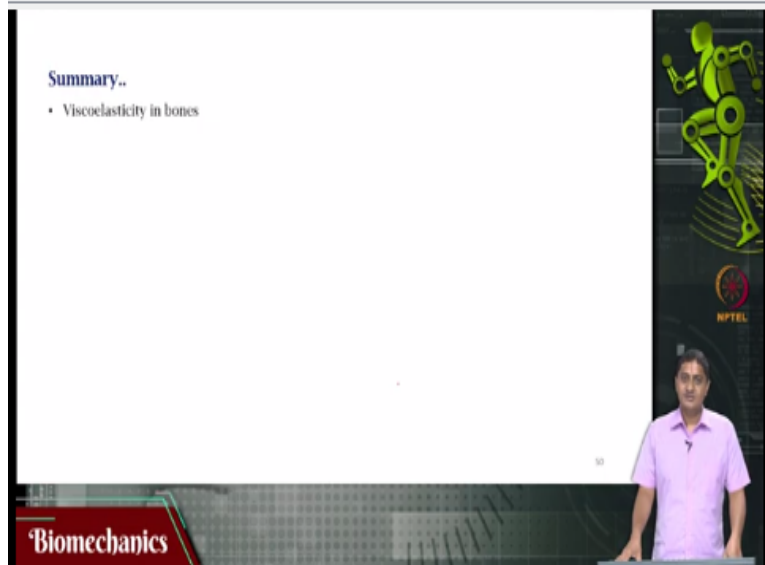 Summary..
• Viscoelasticity in bones
NPTEL
50
Biomechanics